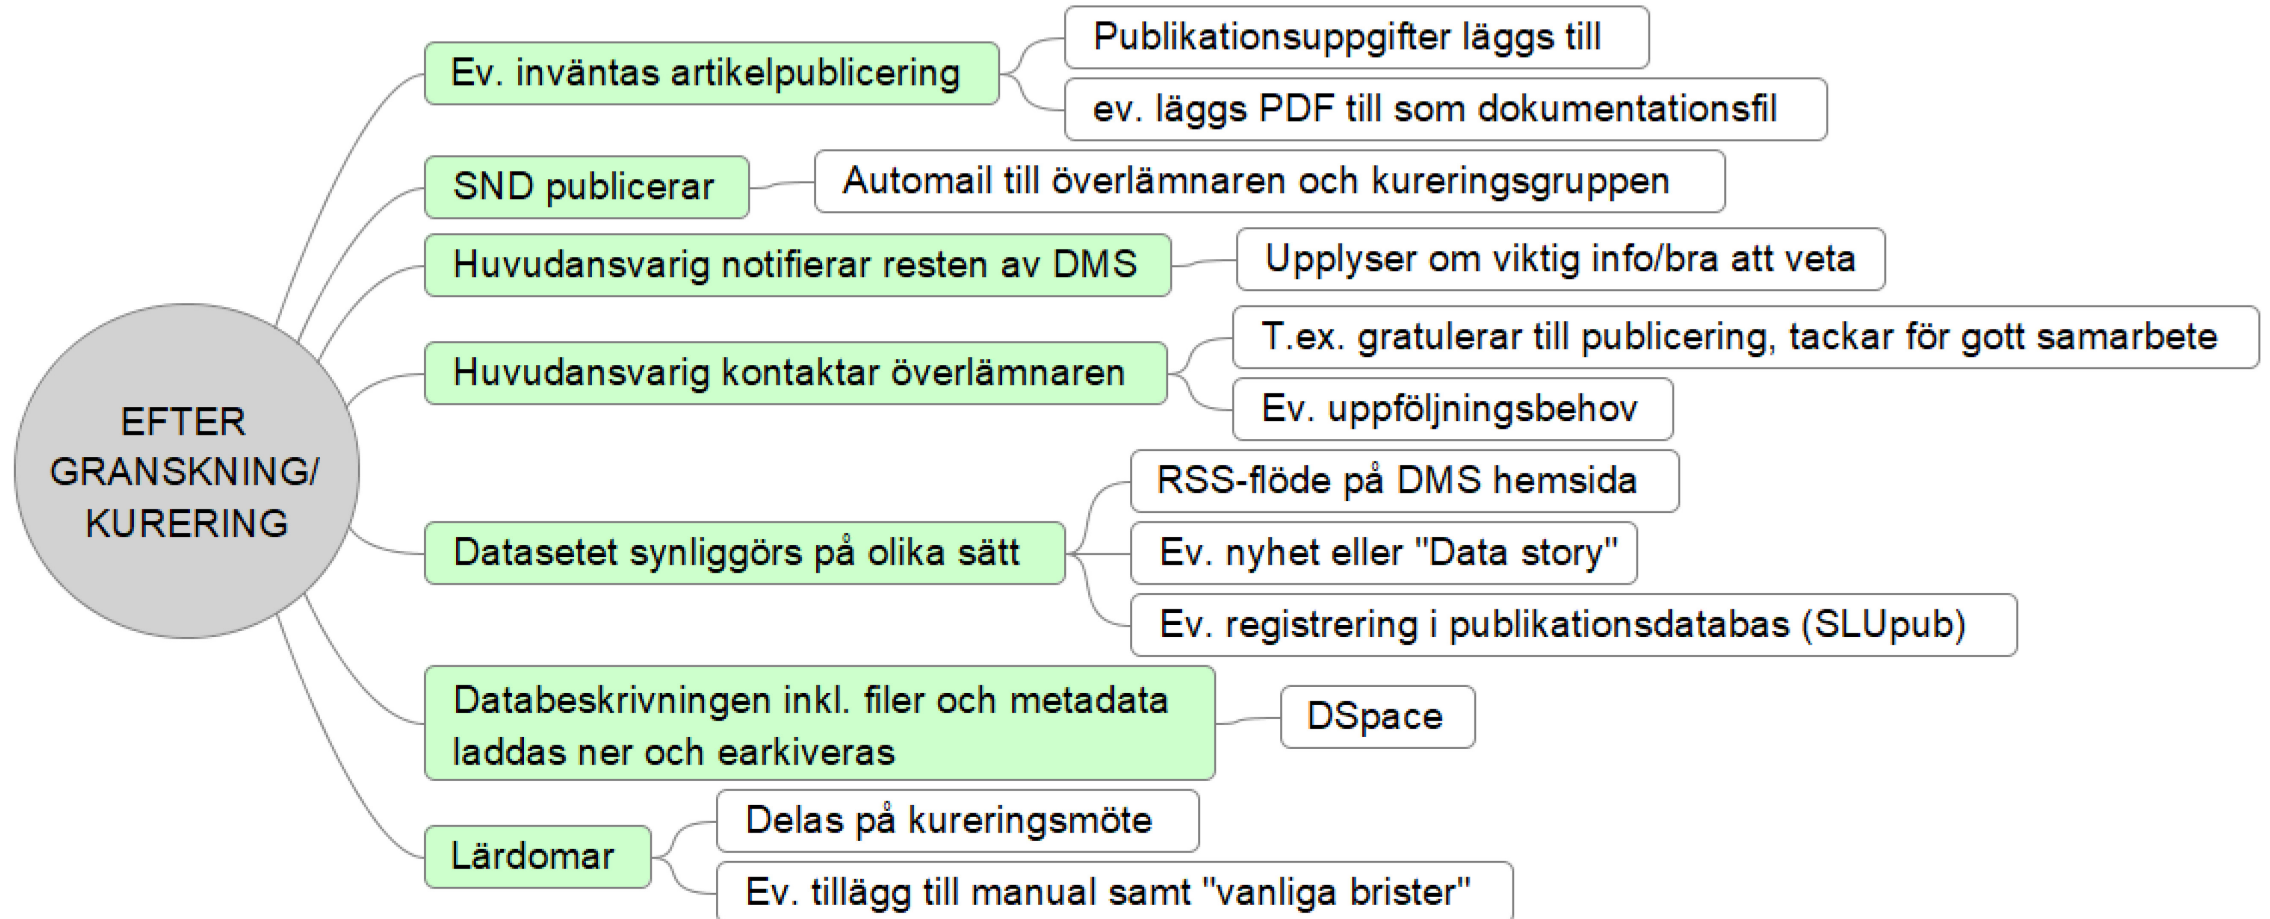 EFTER
GRANSKNING/
KURERING
Ev. inväntas artikelpublicering
Publikationsuppgifter läggs till
ev. läggs PDF till som dokumentationsfil
SND publicerar
Automail till överlämnaren och kureringsgruppen
Huvudansvarig notifierar resten av DMS
Upplyser om viktig info/bra att veta
Huvudansvarig kontaktar överlämnaren
T.ex. gratulerar till publicering, tackar för gott samarbete
Ev. uppföljningsbehov
Datasetet synliggörs på olika sätt
RSS-flöde på DMS hemsida
Ev. nyhet eller "Data story"
Ev. registrering i publikationsdatabas (SLUpub)
Databeskrivningen inkl. filer och metadata
laddas ner och earkiveras
DSpace
Lärdomar
Delas på kureringsmöte
Ev. tillägg till manual samt "vanliga brister"